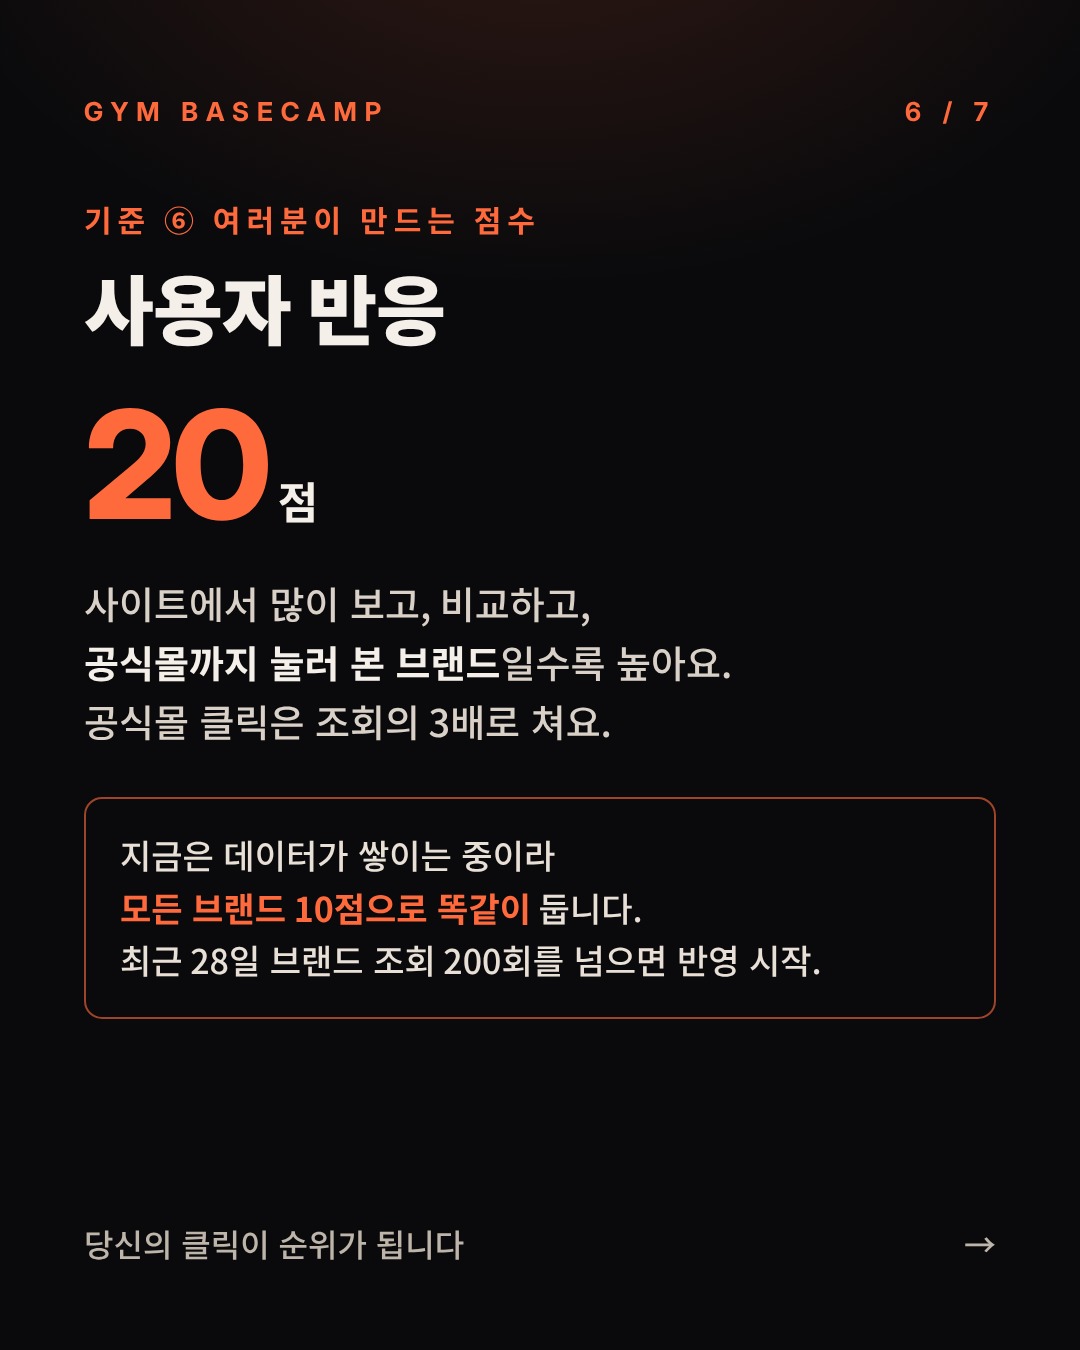 GYM BASECAMP
6 / 7
기준 ⑥ 여러분이 만드는 점수
사용자 반응
20점
사이트에서 많이 보고, 비교하고,
공식몰까지 눌러 본 브랜드일수록 높아요.
공식몰 클릭은 조회의 3배로 쳐요.
지금은 데이터가 쌓이는 중이라
모든 브랜드 10점으로 똑같이 둡니다.
최근 28일 브랜드 조회 200회를 넘으면 반영 시작.
당신의 클릭이 순위가 됩니다 →